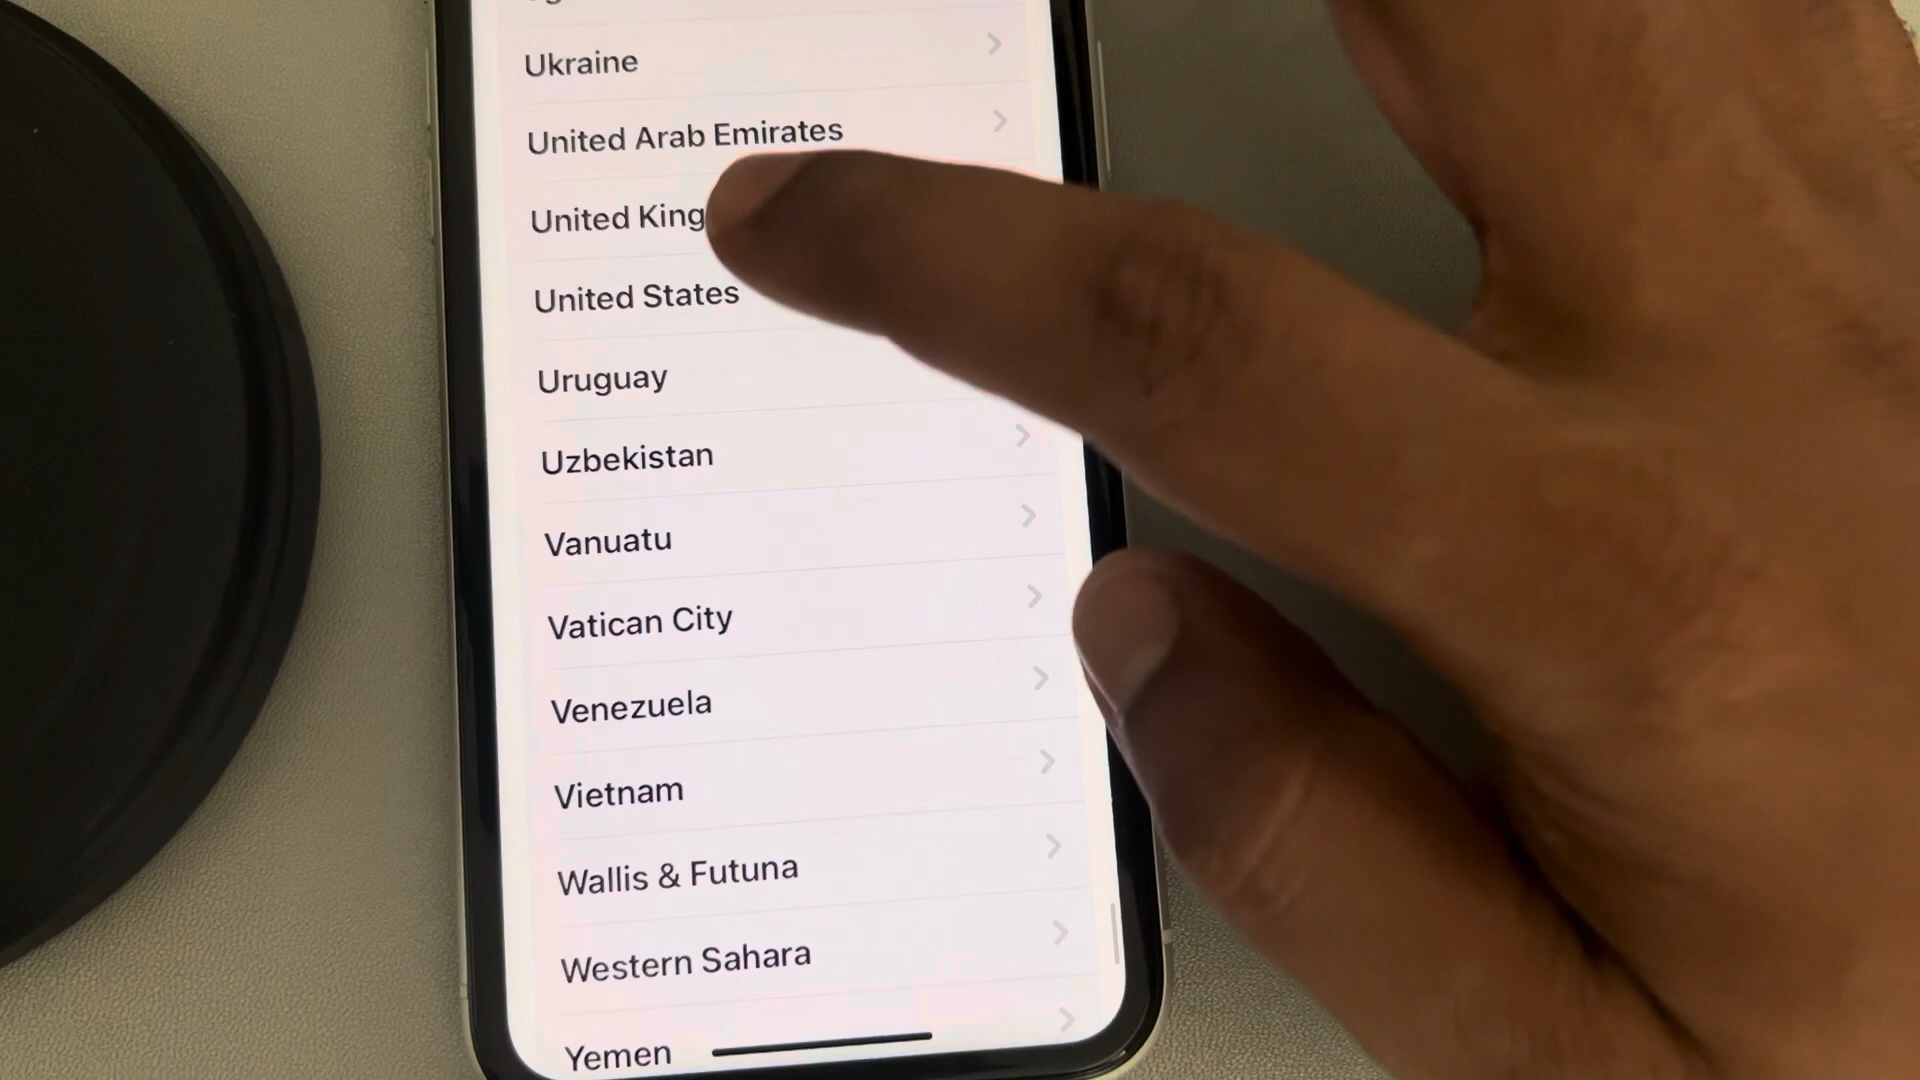 Ukraine
United Arab Emirates
United King
United States
Uruguay
Uzbekistan
Vanuatu
Vatican City
Venezuela
Vietnam
Wallis & Futuna
Western Sahara
Yemen